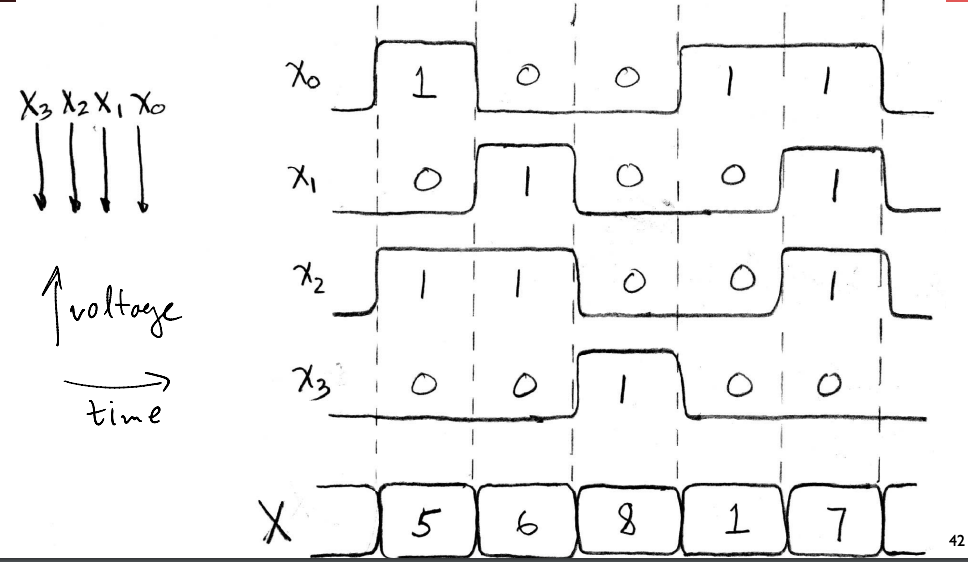 x₀ 1 0 0 1 1
x₃ x₂ x₁ x₀
x₁ 0 1 0 0 1
x₂ 1 1 0 0 1
voltage
x₃ 0 0 1 0 0
time
X 5 6 8 1 7
42